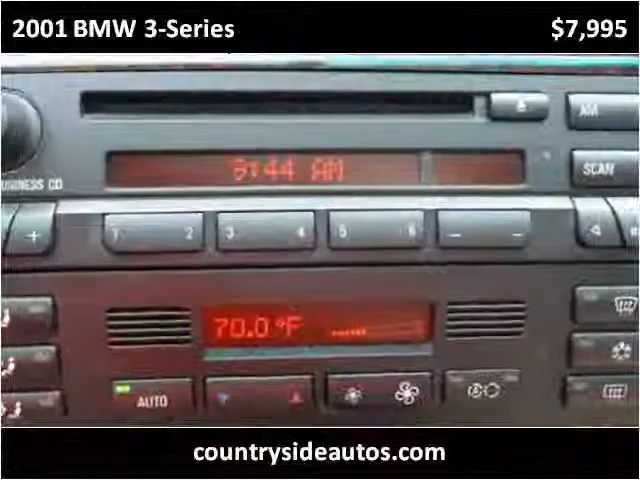 2001 BMW 3-Series $7,995
AM
9:44 AM
SCAN
BUSINESS CD
+ 1 2 3 4 5 6 – –
70.0 °F
AUTO
countrysideautos.com